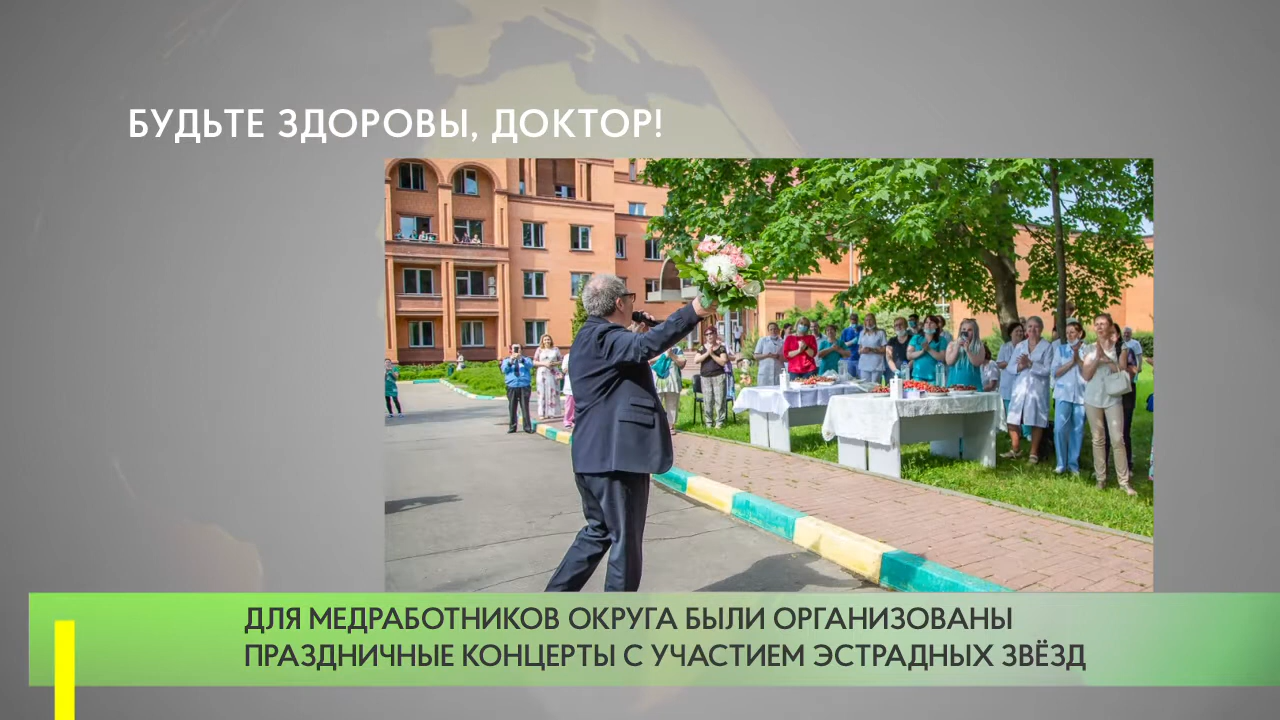 БУДЬТЕ ЗДОРОВЫ, ДОКТОР!
ДЛЯ МЕДРАБОТНИКОВ ОКРУГА БЫЛИ ОРГАНИЗОВАНЫ
ПРАЗДНИЧНЫЕ КОНЦЕРТЫ С УЧАСТИЕМ ЭСТРАДНЫХ ЗВЁЗД